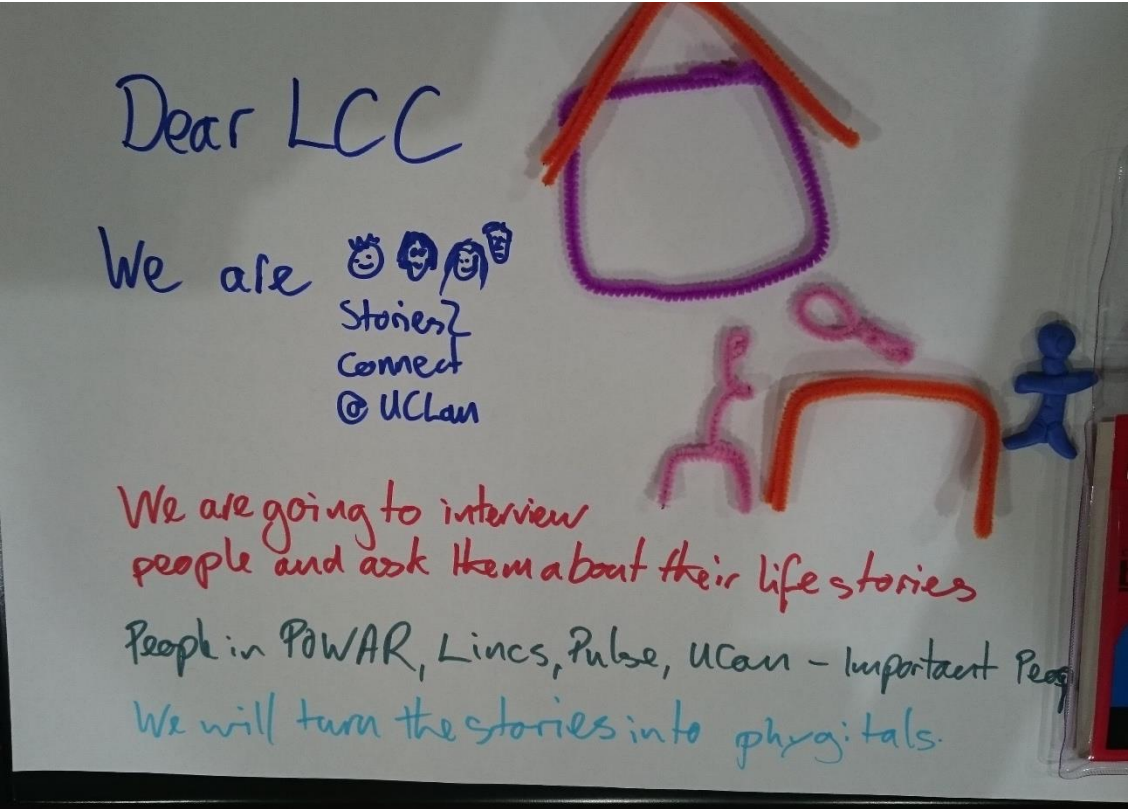 Dear LCC
We are
Stories2
Connect
@ UCLan
We are going to interview
people and ask them about their life stories
People in POWAR, Lincs, Pulse, UCan - Important Peop
We will turn the stories into phygitals.